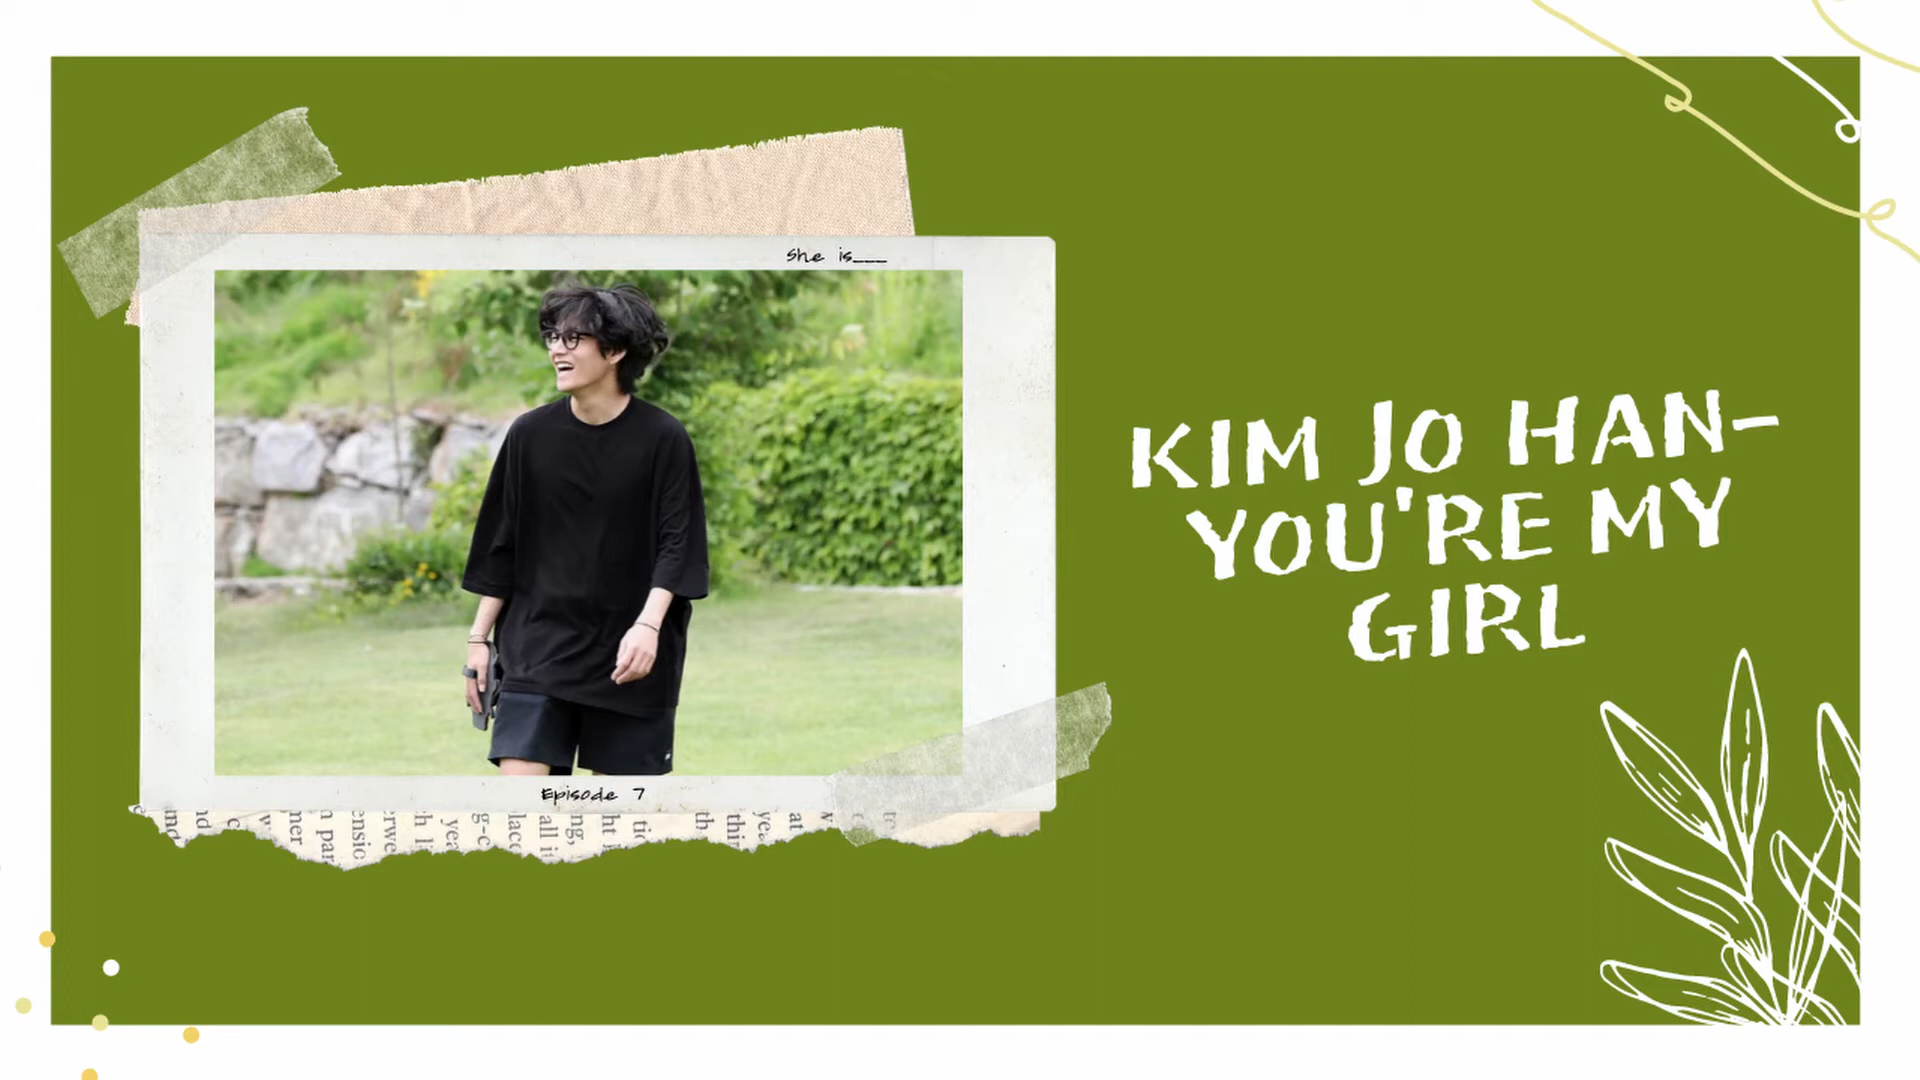 She is___
KIM JO HAN-
YOU'RE MY
GIRL
Episode 7